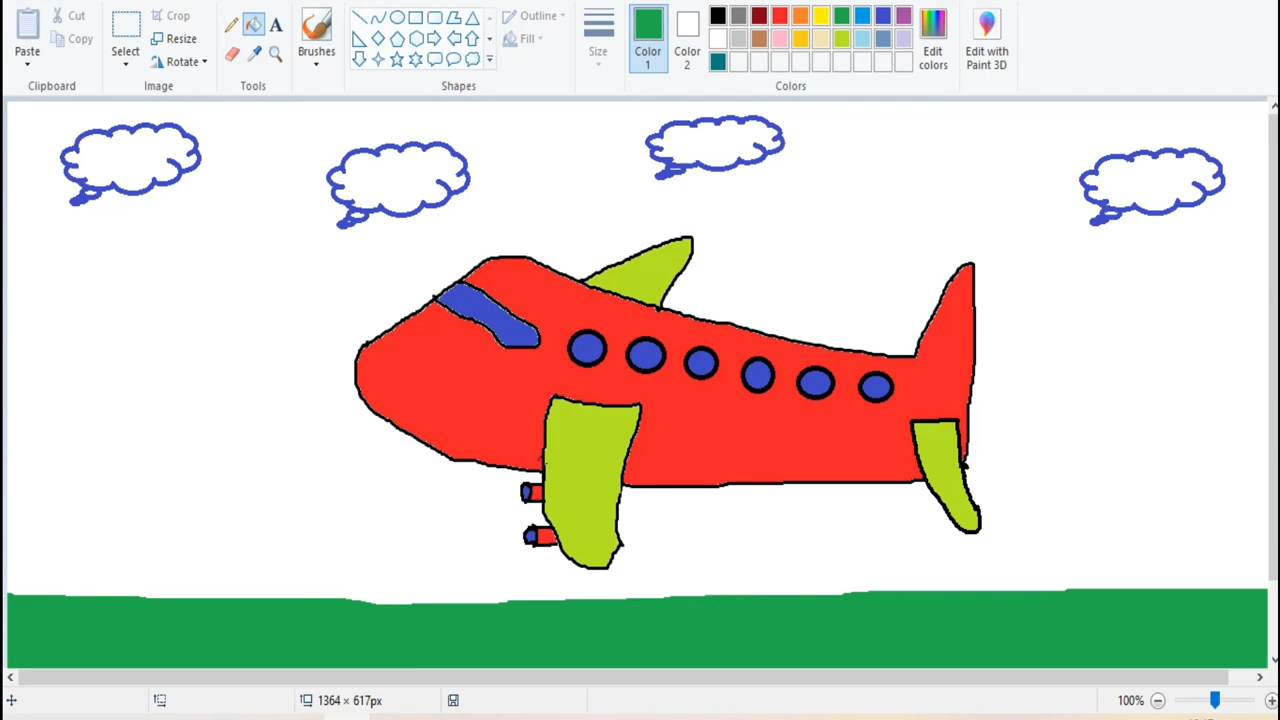 Cut
Copy
Paste
Clipboard
Crop
Resize
Rotate
Select
Image
A
Tools
Brushes
Outline
Fill
Shapes
Size
Color
1
Color
2
Edit
colors
Colors
Edit with
Paint 3D
1364 × 617px
100%